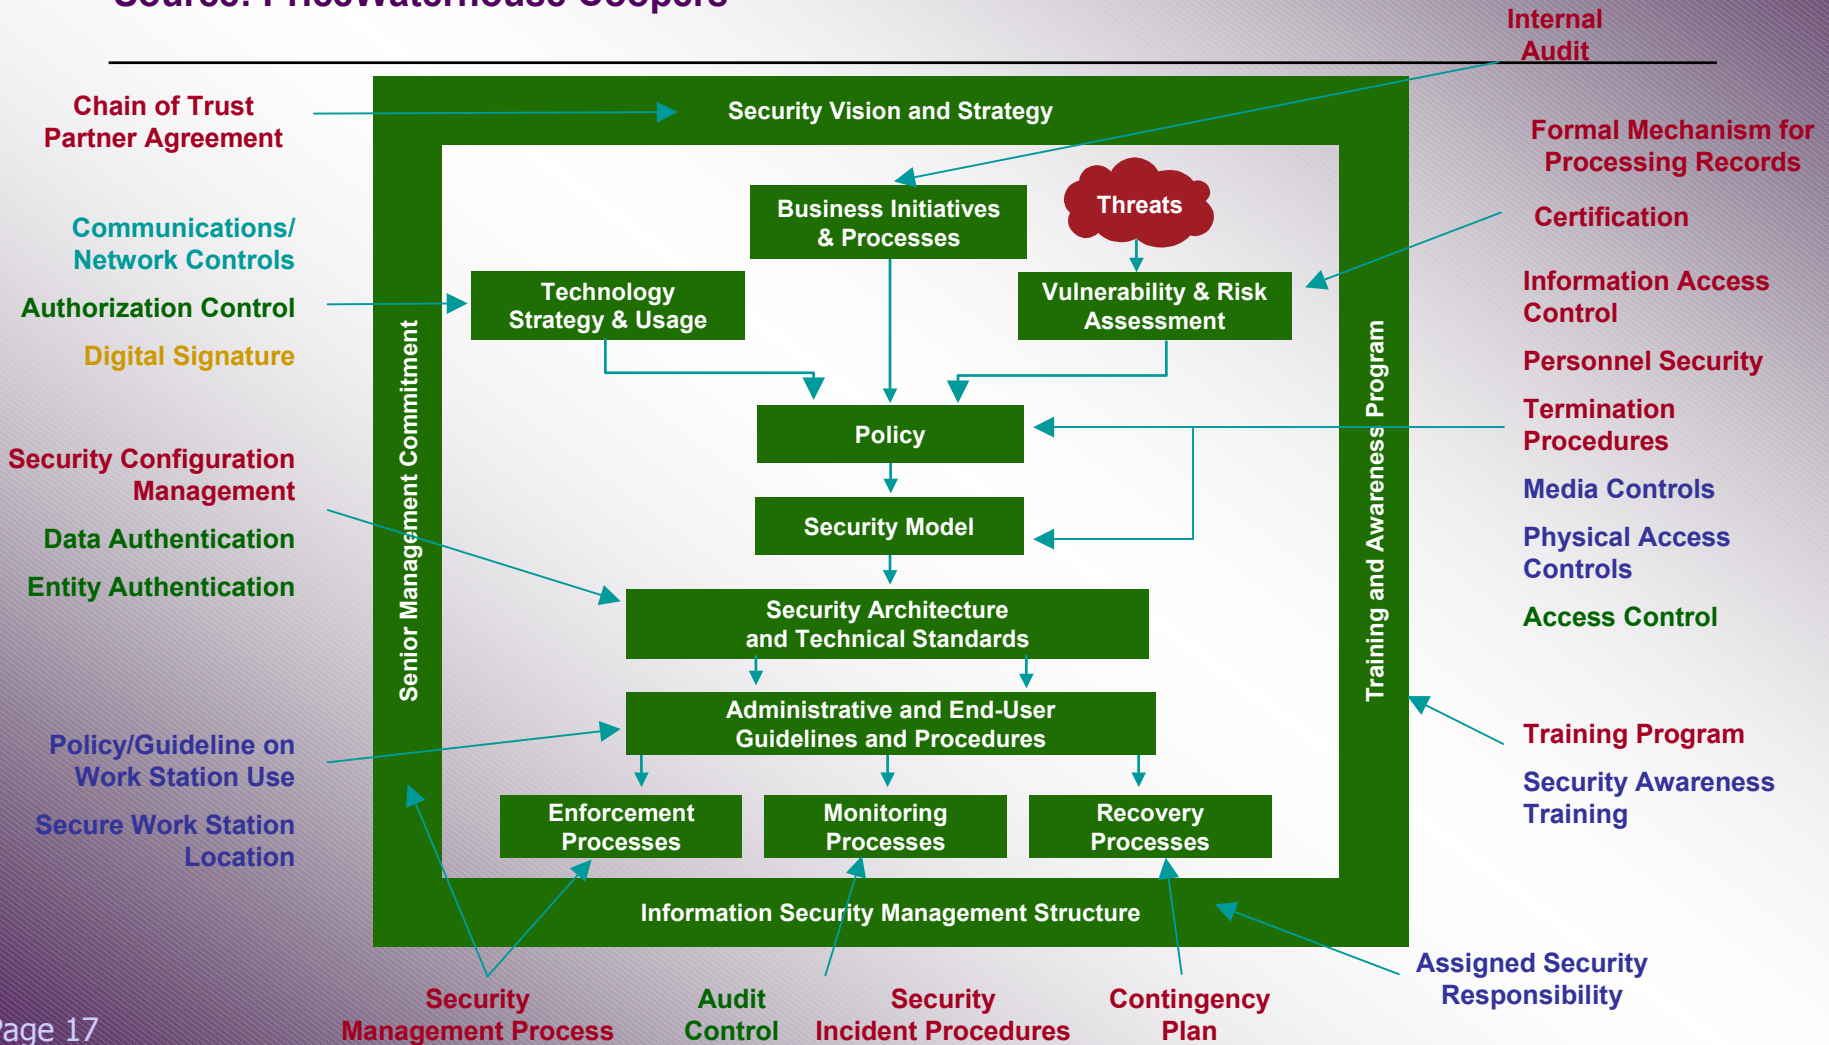 Source: PriceWaterhouse Coopers
Internal
Audit
Chain of Trust
Partner Agreement
Security Vision and Strategy
Formal Mechanism for
Processing Records
Business Initiatives
& Processes
Threats
Certification
Communications/
Network Controls
Authorization Control
Digital Signature
Technology
Strategy & Usage
Vulnerability & Risk
Assessment
Information Access
Control
Personnel Security
Termination
Procedures
Media Controls
Physical Access
Controls
Access Control
Senior Management Commitment
Training and Awareness Program
Policy
Security Model
Security Configuration
Management
Data Authentication
Entity Authentication
Security Architecture
and Technical Standards
Administrative and End-User
Guidelines and Procedures
Policy/Guideline on
Work Station Use
Secure Work Station
Location
Training Program
Security Awareness
Training
Enforcement
Processes
Monitoring
Processes
Recovery
Processes
Information Security Management Structure
Assigned Security
Responsibility
Security
Management Process
Audit
Control
Security
Incident Procedures
Contingency
Plan
Page 17